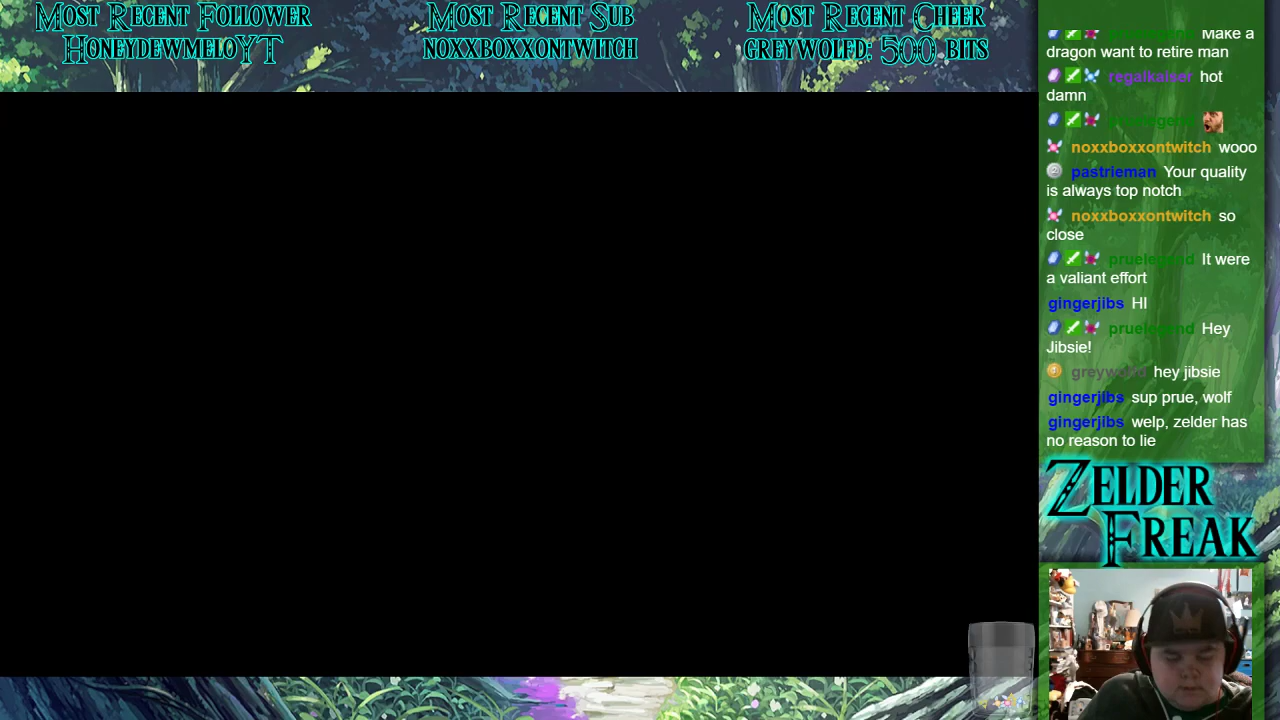 Most Recent Follower
HoneydewmeloYT
Most Recent Sub
noxxboxxontwitch
Most Recent Cheer
greywolfd: 500 bits
Make a
dragon want to retire man
regalkaiser hot
damn
pruelegend
noxxboxxontwitch wooo
pastrieman Your quality
is always top notch
noxxboxxontwitch so
close
pruelegend It were
a valiant effort
gingerjibs HI
pruelegend Hey
Jibsie!
greywolfd hey jibsie
gingerjibs sup prue, wolf
gingerjibs welp, zelder has
no reason to lie
Zelder
Freak